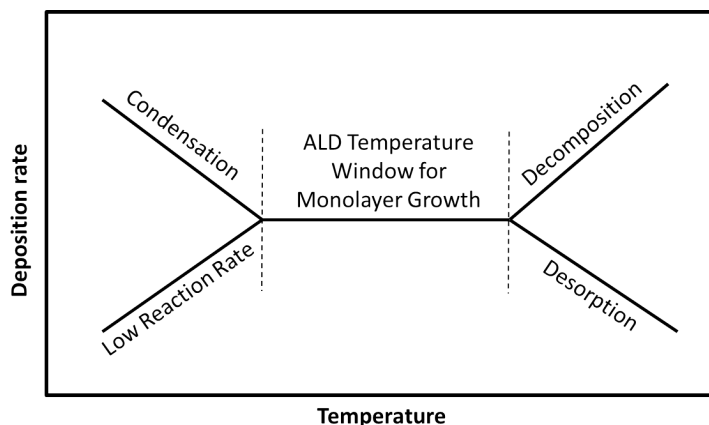 Condensation
ALD Temperature
Window for
Monolayer Growth
Decomposition
Deposition rate
Low Reaction Rate
Desorption
Temperature